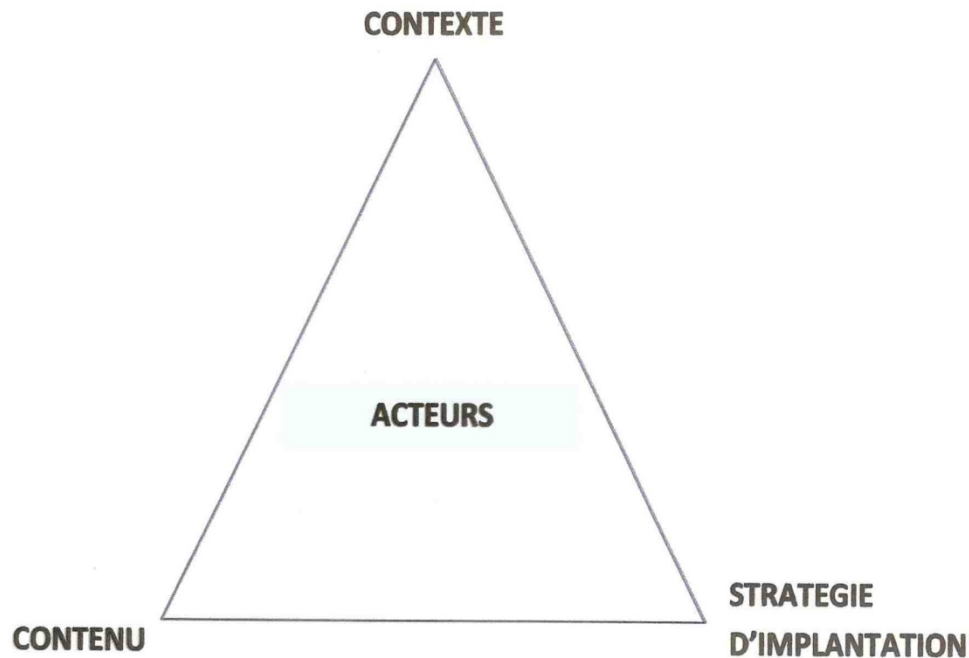 CONTEXTE
ACTEURS
STRATEGIE
CONTENU
D'IMPLANTATION